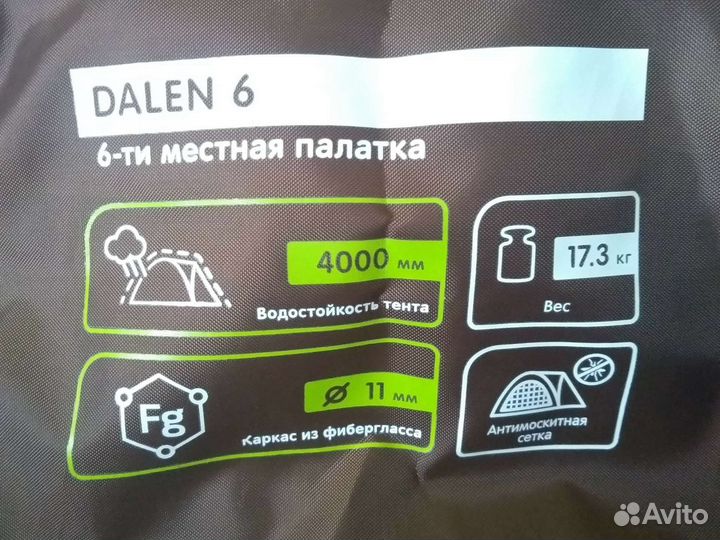 DALEN 6
6-ти местная палатка
4000 мм
Водостойкость тента
17.3 кг
Вес
Fg
Ø 11 мм
Каркас из фибергласса
Антимоскитная
сетка
Avito